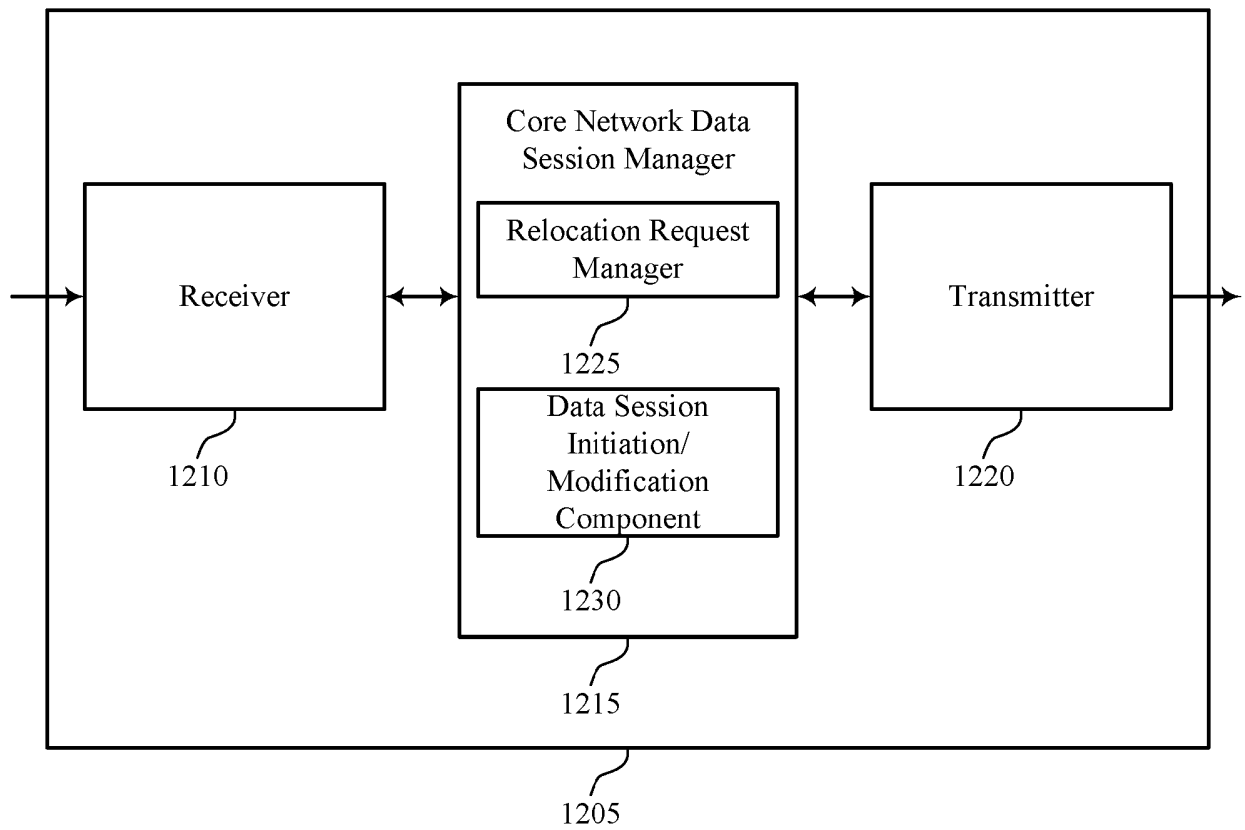 Core Network Data
Session Manager
Relocation Request
Manager
Receiver
Transmitter
1225
Data Session
Initiation/
Modification
Component
1210
1220
1230
1215
1205